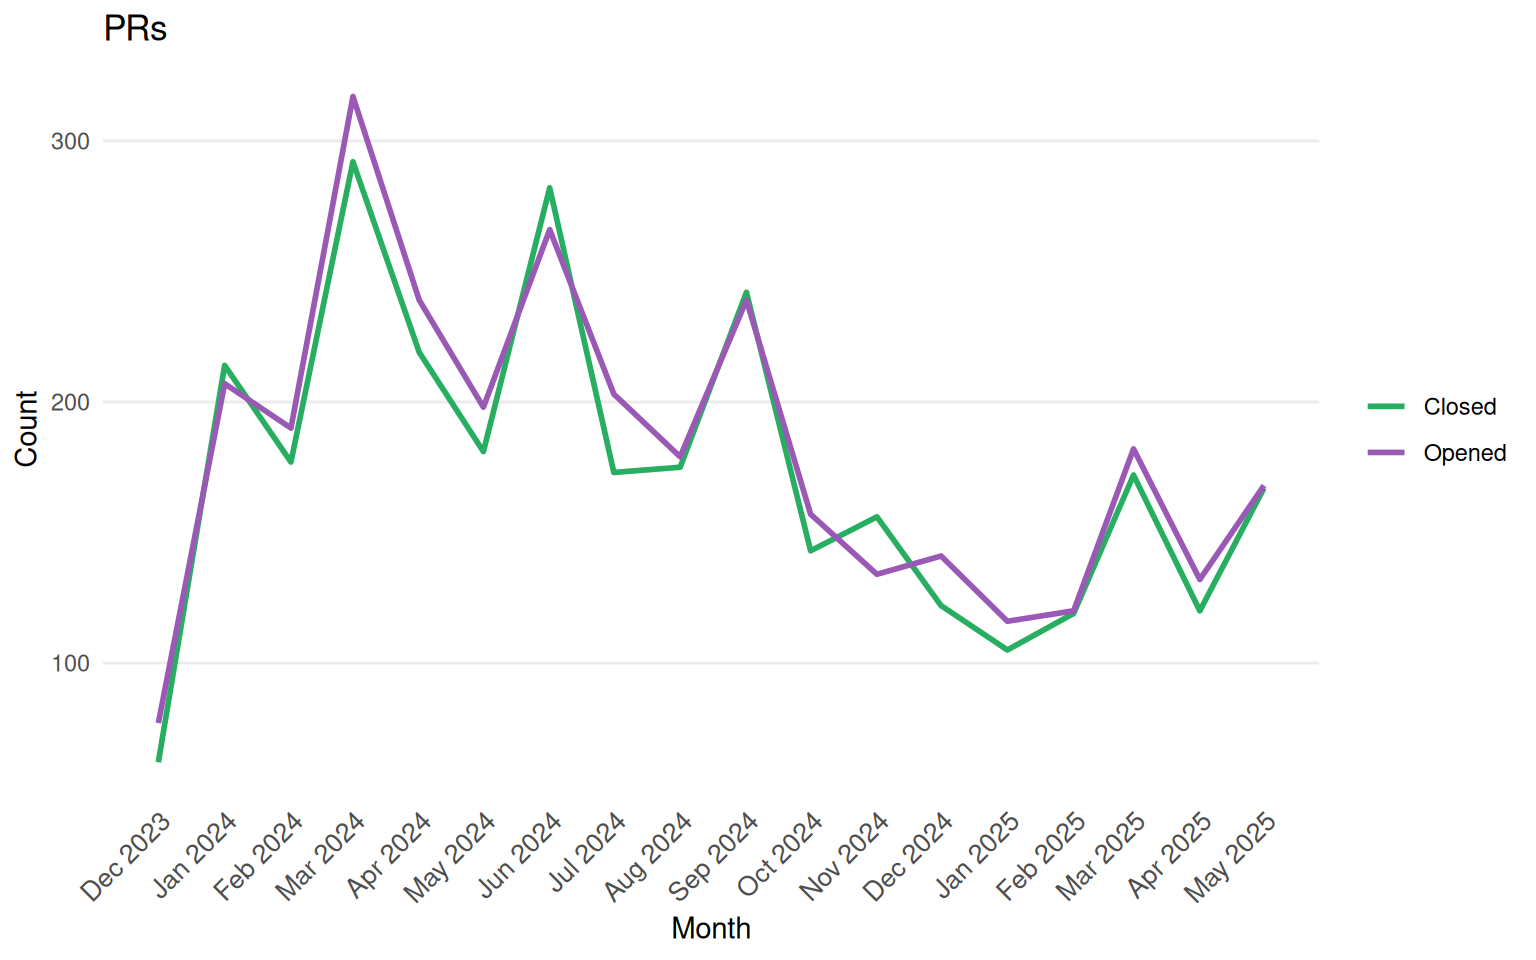 PRs
300
200
100
Count
Closed
Opened
Dec 2023
Jan 2024
Feb 2024
Mar 2024
Apr 2024
May 2024
Jun 2024
Jul 2024
Aug 2024
Sep 2024
Oct 2024
Nov 2024
Dec 2024
Jan 2025
Feb 2025
Mar 2025
Apr 2025
May 2025
Month